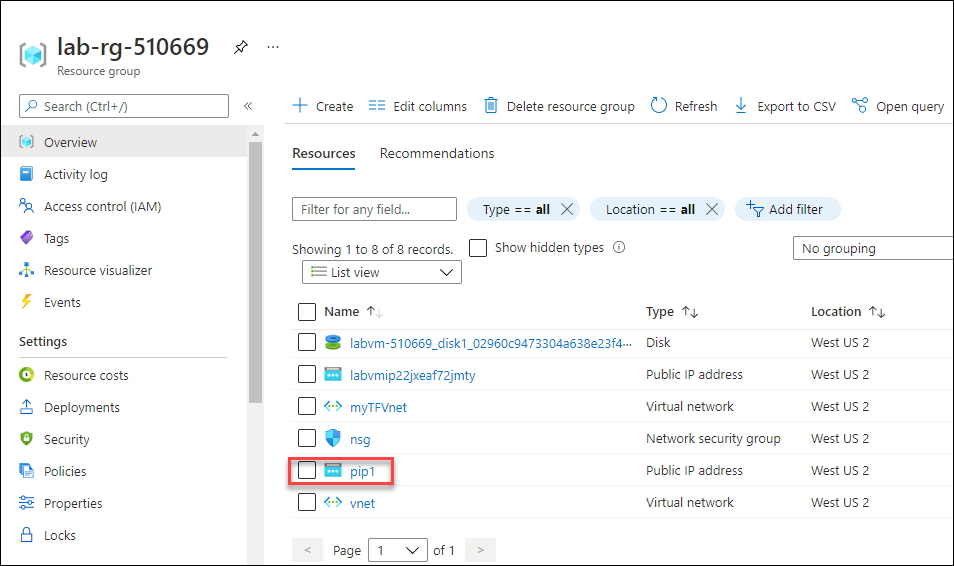 lab-rg-510669
Resource group
Search (Ctrl+/)
«
Overview
Activity log
Access control (IAM)
Tags
Resource visualizer
Events
Settings
Resource costs
Deployments
Security
Policies
Properties
Locks
Create Edit columns Delete resource group Refresh Export to CSV Open query
Resources Recommendations
Filter for any field... Type == all Location == all Add filter
Showing 1 to 8 of 8 records. Show hidden types No grouping
List view
Name Type Location
labvm-510669_disk1_02960c9473304a638e23f4... Disk West US 2
labvmip22jxeaf72jmty Public IP address West US 2
myTFVnet Virtual network West US 2
nsg Network security group West US 2
pip1 Public IP address West US 2
vnet Virtual network West US 2
< Page 1 of 1 >